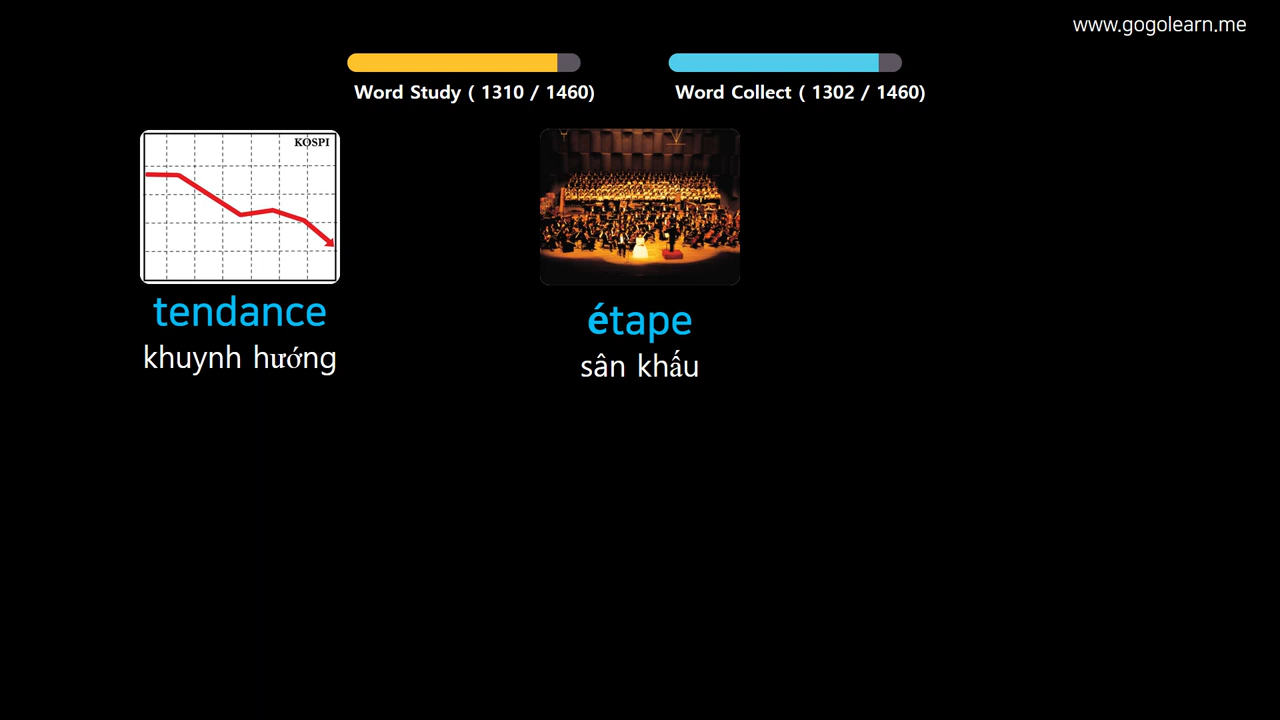 www.gogolearn.me
Word Study ( 1310 / 1460)
Word Collect ( 1302 / 1460)
KOSPI
tendance
khuynh hướng
étape
sân khấu